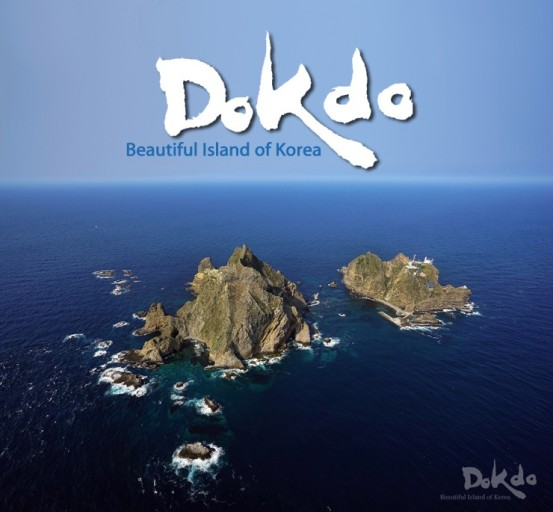 Dokdo
Beautiful Island of Korea
Dokdo
Beautiful Island of Korea